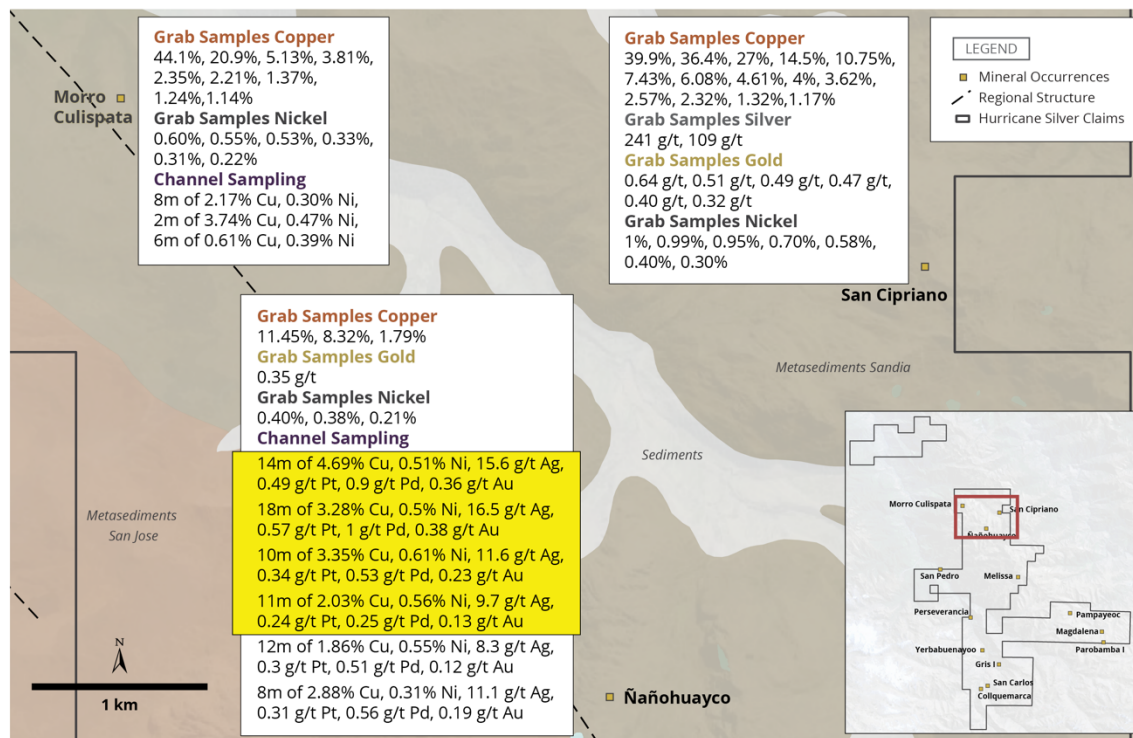 Grab Samples Copper
44.1%, 20.9%, 5.13%, 3.81%,
2.35%, 2.21%, 1.37%,
1.24%,1.14%
Grab Samples Nickel
0.60%, 0.55%, 0.53%, 0.33%,
0.31%, 0.22%
Channel Sampling
8m of 2.17% Cu, 0.30% Ni,
2m of 3.74% Cu, 0.47% Ni,
6m of 0.61% Cu, 0.39% Ni
Morro
Culispata
Grab Samples Copper
39.9%, 36.4%, 27%, 14.5%, 10.75%,
7.43%, 6.08%, 4.61%, 4%, 3.62%,
2.57%, 2.32%, 1.32%,1.17%
Grab Samples Silver
241 g/t, 109 g/t
Grab Samples Gold
0.64 g/t, 0.51 g/t, 0.49 g/t, 0.47 g/t,
0.40 g/t, 0.32 g/t
Grab Samples Nickel
1%, 0.99%, 0.95%, 0.70%, 0.58%,
0.40%, 0.30%
LEGEND
Mineral Occurrences
Regional Structure
Hurricane Silver Claims
San Cipriano
Grab Samples Copper
11.45%, 8.32%, 1.79%
Grab Samples Gold
0.35 g/t
Grab Samples Nickel
0.40%, 0.38%, 0.21%
Channel Sampling
14m of 4.69% Cu, 0.51% Ni, 15.6 g/t Ag,
0.49 g/t Pt, 0.9 g/t Pd, 0.36 g/t Au
18m of 3.28% Cu, 0.5% Ni, 16.5 g/t Ag,
0.57 g/t Pt, 1 g/t Pd, 0.38 g/t Au
10m of 3.35% Cu, 0.61% Ni, 11.6 g/t Ag,
0.34 g/t Pt, 0.53 g/t Pd, 0.23 g/t Au
11m of 2.03% Cu, 0.56% Ni, 9.7 g/t Ag,
0.24 g/t Pt, 0.25 g/t Pd, 0.13 g/t Au
12m of 1.86% Cu, 0.55% Ni, 8.3 g/t Ag,
0.3 g/t Pt, 0.51 g/t Pd, 0.12 g/t Au
8m of 2.88% Cu, 0.31% Ni, 11.1 g/t Ag,
0.31 g/t Pt, 0.56 g/t Pd, 0.19 g/t Au
Metasediments Sandia
Sediments
Metasediments
San Jose
N
1 km
Ñañohuayco
Morro Culispata
San Cipriano
Ñañohuayco
San Pedro
Melissa
Perseverancia
Pampayeoc
Magdalena
Parobamba I
Yerbabuenayoo
Gris I
San Carlos
Collquemarca